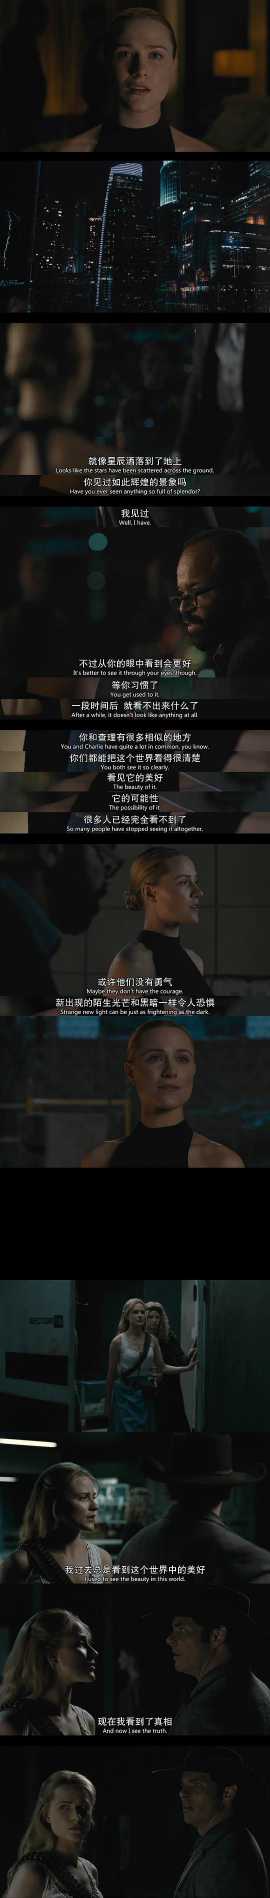 就像星辰洒落到了地上
Looks like the stars have been scattered across the ground.
你见过如此辉煌的景象吗
Have you ever seen anything so full of splendor?
我见过
Well, I have.
不过从你的眼中看到会更好
It's better to see it through your eyes, though.
等你习惯了
You get used to it.
一段时间后 就看不出来什么了
After a while, it doesn't look like anything at all
你和查理有很多相似的地方
You and Charlie have quite a lot in common, you know.
你们都能把这个世界看得很清楚
You both see it so clearly.
看见它的美好
The beauty of it.
它的可能性
The possibility of it.
很多人已经完全看不到了
So many people have stopped seeing it altogether.
或许他们没有勇气
Maybe they don't have the courage.
新出现的陌生光芒和黑暗一样令人恐惧
Strange new light can be just as frightening as the dark.
我过去总是看到这个世界中的美好
I used to see the beauty in this world.
现在我看到了真相
And now I see the truth.